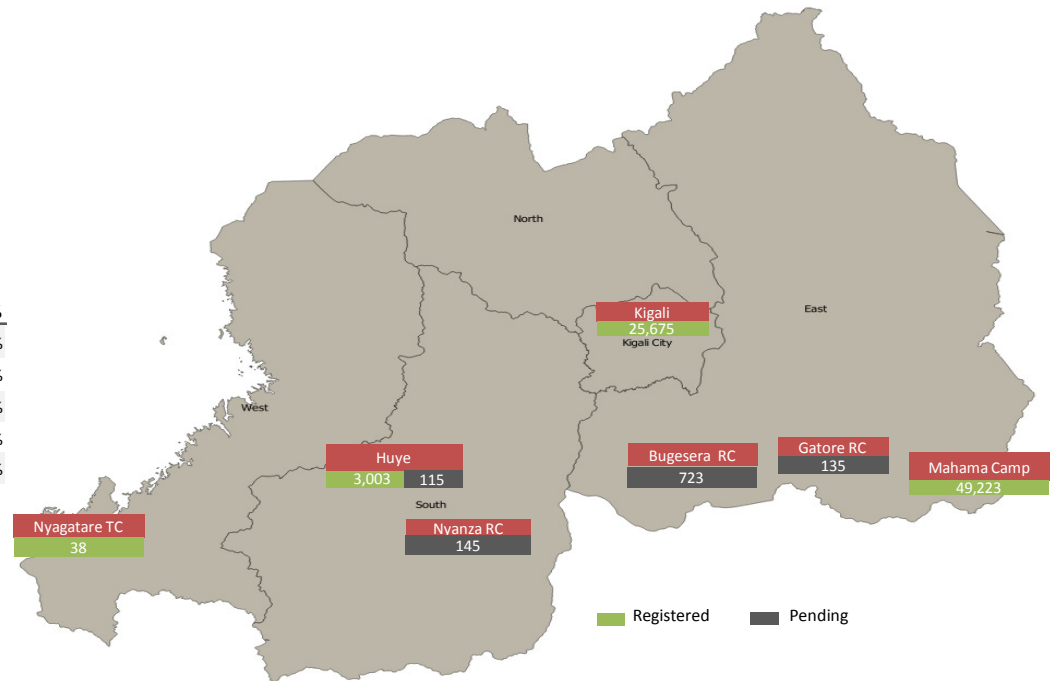 North
Kigali
25,675
Kigali City
East
%
%
%
%
%
West
Huye
3,003 115
South
Bugesera RC
723
Gatore RC
135
Mahama Camp
49,223
Nyagatare TC
38
Nyanza RC
145
Registered Pending